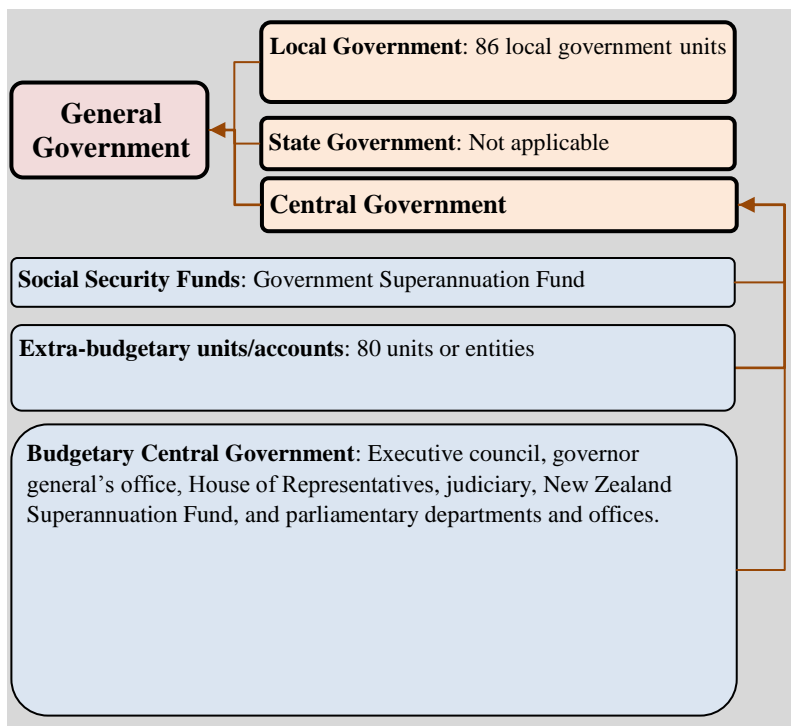 Local Government: 86 local government units
General
Government
State Government: Not applicable
Central Government
Social Security Funds: Government Superannuation Fund
Extra-budgetary units/accounts: 80 units or entities
Budgetary Central Government: Executive council, governor
general’s office, House of Representatives, judiciary, New Zealand
Superannuation Fund, and parliamentary departments and offices.